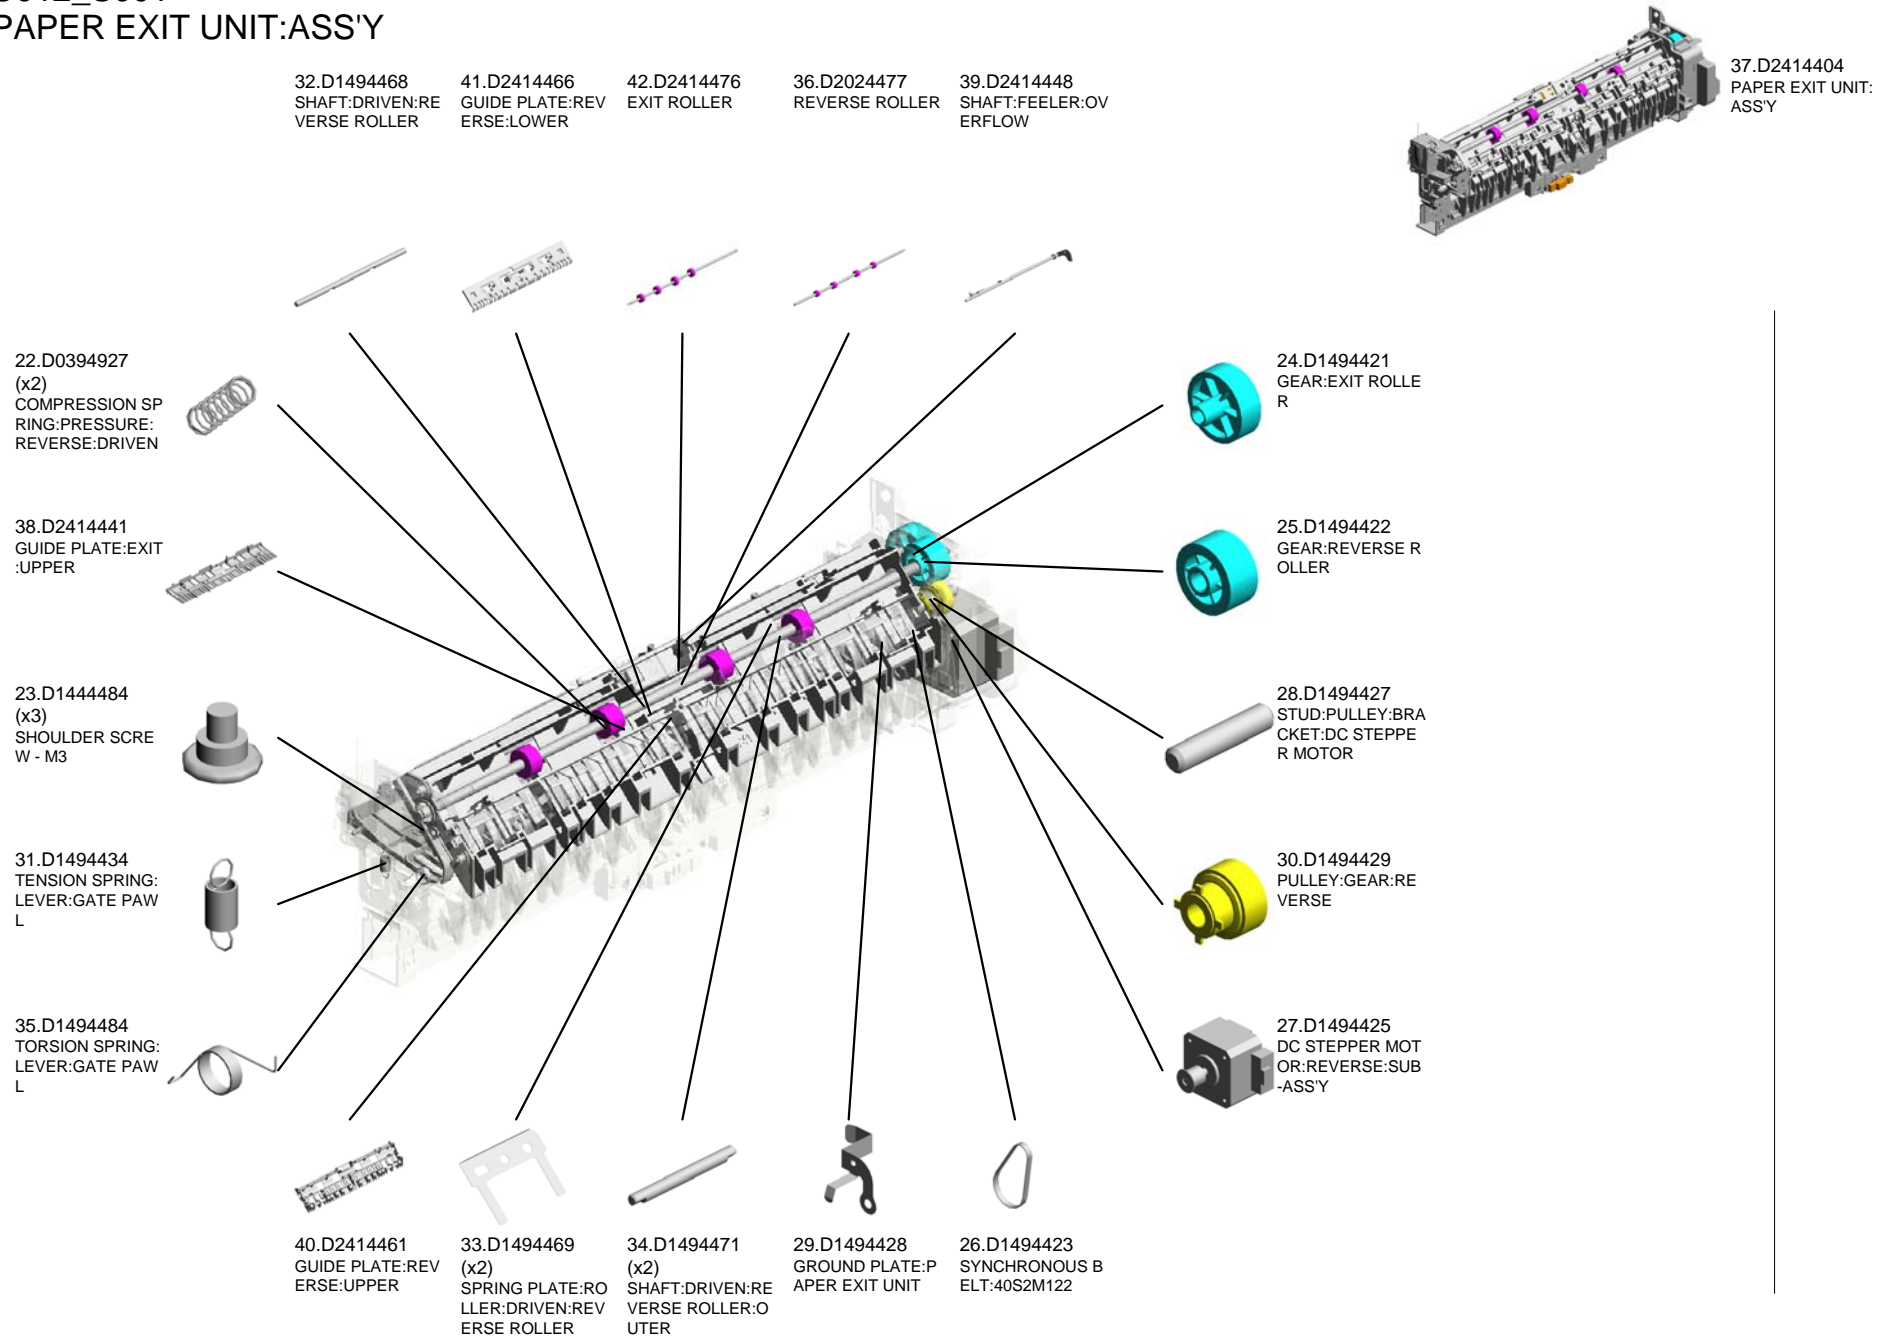 PAPER EXIT UNIT:ASS'Y
32.D1494468
SHAFT:DRIVEN:RE
VERSE ROLLER
41.D2414466
GUIDE PLATE:REV
ERSE:LOWER
42.D2414476
EXIT ROLLER
36.D2024477
REVERSE ROLLER
39.D2414448
SHAFT:FEELER:OV
ERFLOW
37.D2414404
PAPER EXIT UNIT:
ASS'Y
22.D0394927
(x2)
COMPRESSION SP
RING:PRESSURE:
REVERSE:DRIVEN
24.D1494421
GEAR:EXIT ROLLE
R
38.D2414441
GUIDE PLATE:EXIT
:UPPER
25.D1494422
GEAR:REVERSE R
OLLER
23.D1444484
(x3)
SHOULDER SCRE
W - M3
28.D1494427
STUD:PULLEY:BRA
CKET:DC STEPPE
R MOTOR
31.D1494434
TENSION SPRING:
LEVER:GATE PAW
L
30.D1494429
PULLEY:GEAR:RE
VERSE
35.D1494484
TORSION SPRING:
LEVER:GATE PAW
L
27.D1494425
DC STEPPER MOT
OR:REVERSE:SUB
-ASS'Y
40.D2414461
GUIDE PLATE:REV
ERSE:UPPER
33.D1494469
(x2)
SPRING PLATE:RO
LLER:DRIVEN:REV
ERSE ROLLER
34.D1494471
(x2)
SHAFT:DRIVEN:RE
VERSE ROLLER:O
UTER
29.D1494428
GROUND PLATE:P
APER EXIT UNIT
26.D1494423
SYNCHRONOUS B
ELT:40S2M122